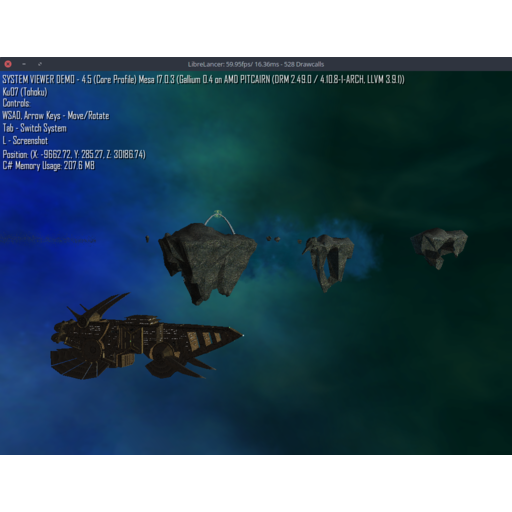 LibreLancer: 59.95fps/ 16.36ms - 528 Drawcalls
SYSTEM VIEWER DEMO - 4.5 (Core Profile) Mesa 17.0.3 (Gallium 0.4 on AMD PITCAIRN (DRM 2.49.0 / 4.10.8-1-ARCH, LLVM 3.9.1))
Ku07 (Tohoku)
Controls:
WSAD, Arrow Keys - Move/Rotate
Tab - Switch System
L - Screenshot
Position: (X: -9662.72, Y: 285.27, Z: 30186.74)
C# Memory Usage: 207.6 MB